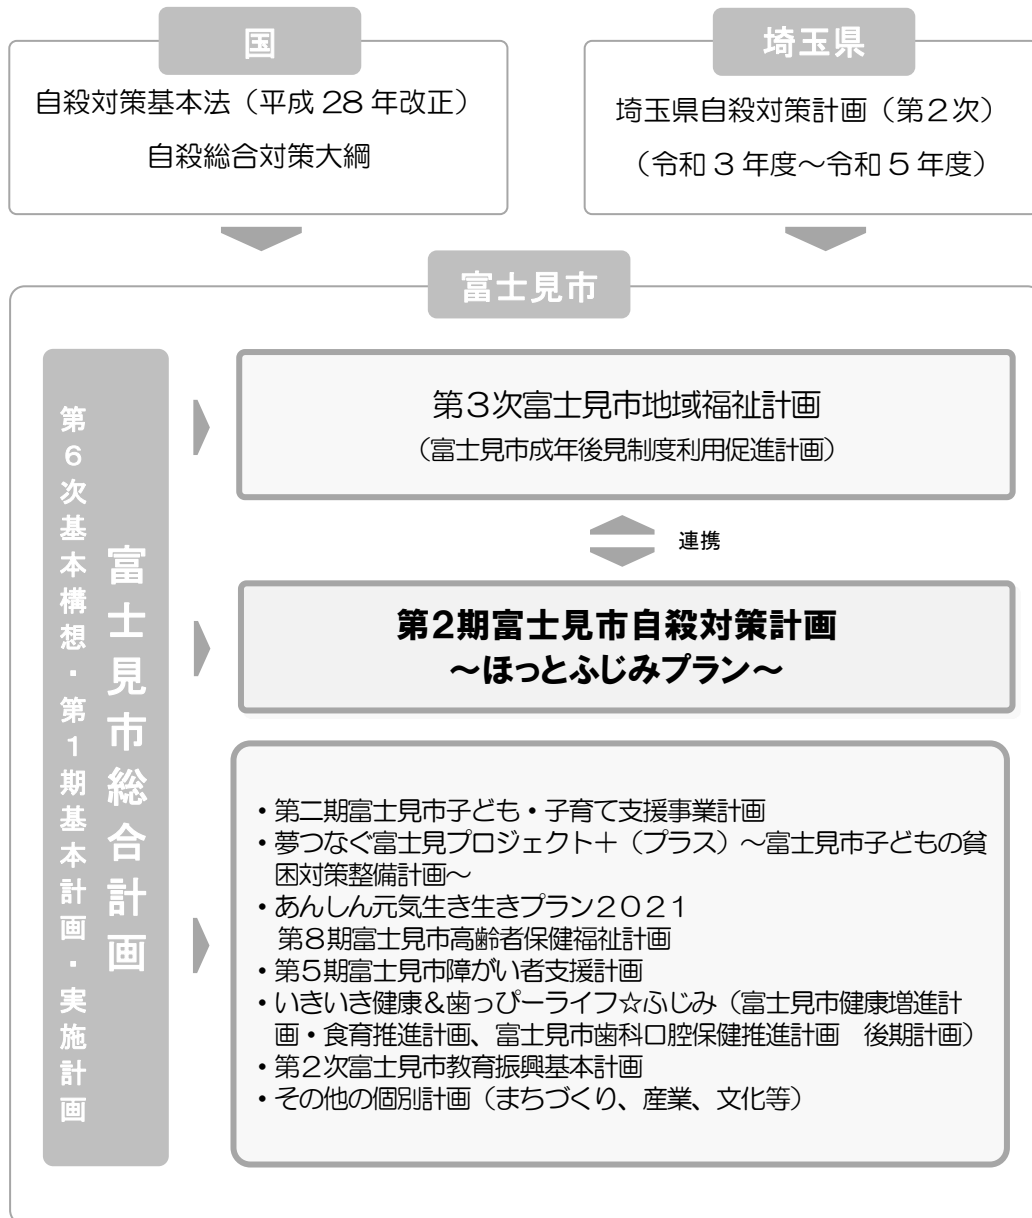 国
自殺対策基本法（平成 28 年改正）
自殺総合対策大綱
埼玉県
埼玉県自殺対策計画（第２次）
（令和 3 年度～令和 5 年度）
富士見市
富士見市総合計画
第６次基本構想・第１期基本計画・実施計画
第３次富士見市地域福祉計画
（富士見市成年後見制度利用促進計画）
連携
第２期富士見市自殺対策計画
～ほっとふじみプラン～
・第二期富士見市子ども・子育て支援事業計画
・夢つなぐ富士見プロジェクト＋（プラス）～富士見市子どもの貧
困対策整備計画～
・あんしん元気生き生きプラン２０２１
第８期富士見市高齢者保健福祉計画
・第５期富士見市障がい者支援計画
・いきいき健康＆歯っぴーライフ☆ふじみ（富士見市健康増進計
画・食育推進計画、富士見市歯科口腔保健推進計画　後期計画）
・第２次富士見市教育振興基本計画
・その他の個別計画（まちづくり、産業、文化等）